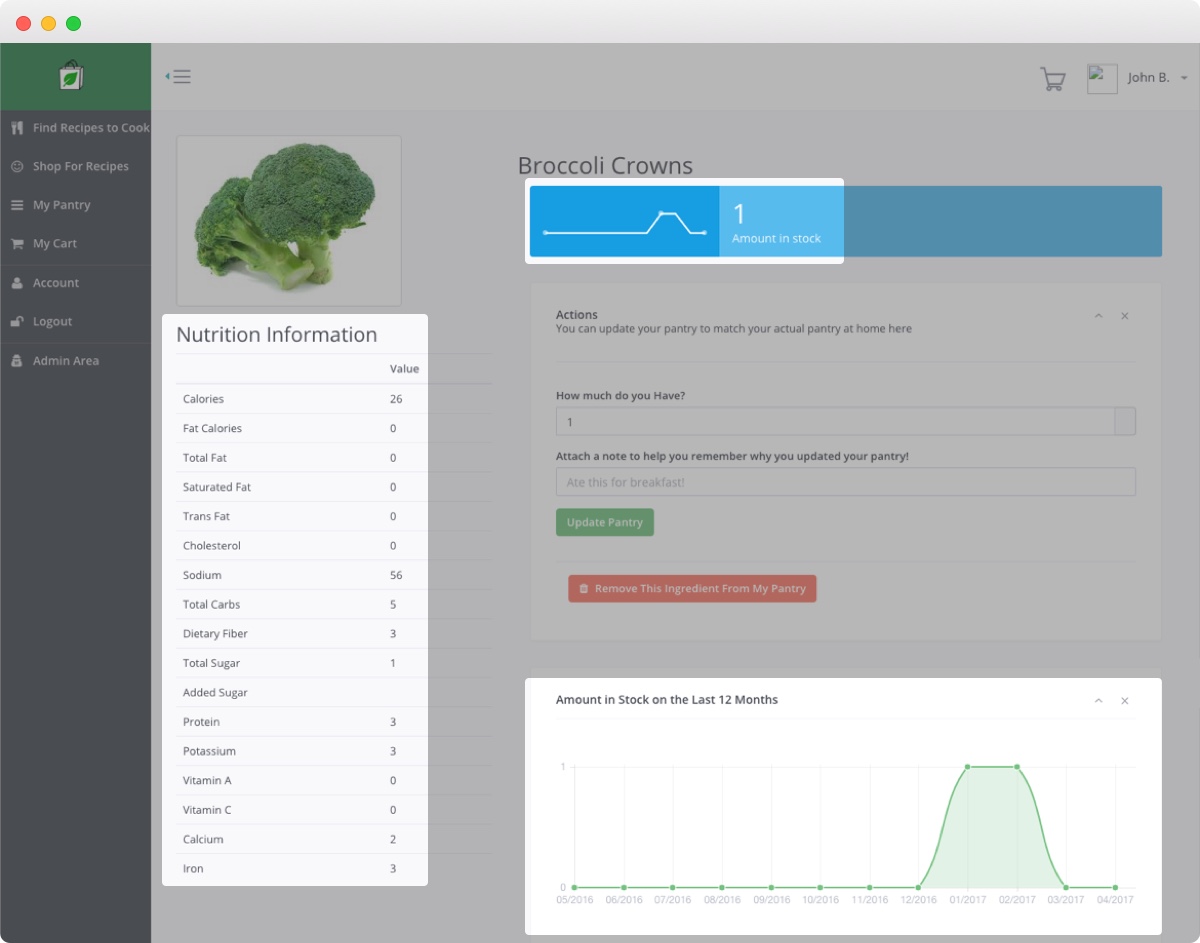 John B.
Find Recipes to Cook
Shop For Recipes
My Pantry
My Cart
Account
Logout
Admin Area
Broccoli Crowns
1
Amount in stock
Nutrition Information
Value
Calories 26
Fat Calories 0
Total Fat 0
Saturated Fat 0
Trans Fat 0
Cholesterol 0
Sodium 56
Total Carbs 5
Dietary Fiber 3
Total Sugar 1
Added Sugar
Protein 3
Potassium 3
Vitamin A 0
Vitamin C 0
Calcium 2
Iron 3
Actions
You can update your pantry to match your actual pantry at home here
How much do you Have?
1
Attach a note to help you remember why you updated your pantry!
Ate this for breakfast!
Update Pantry
Remove This Ingredient From My Pantry
Amount in Stock on the Last 12 Months
1
0
05/2016 06/2016 07/2016 08/2016 09/2016 10/2016 11/2016 12/2016 01/2017 02/2017 03/2017 04/2017